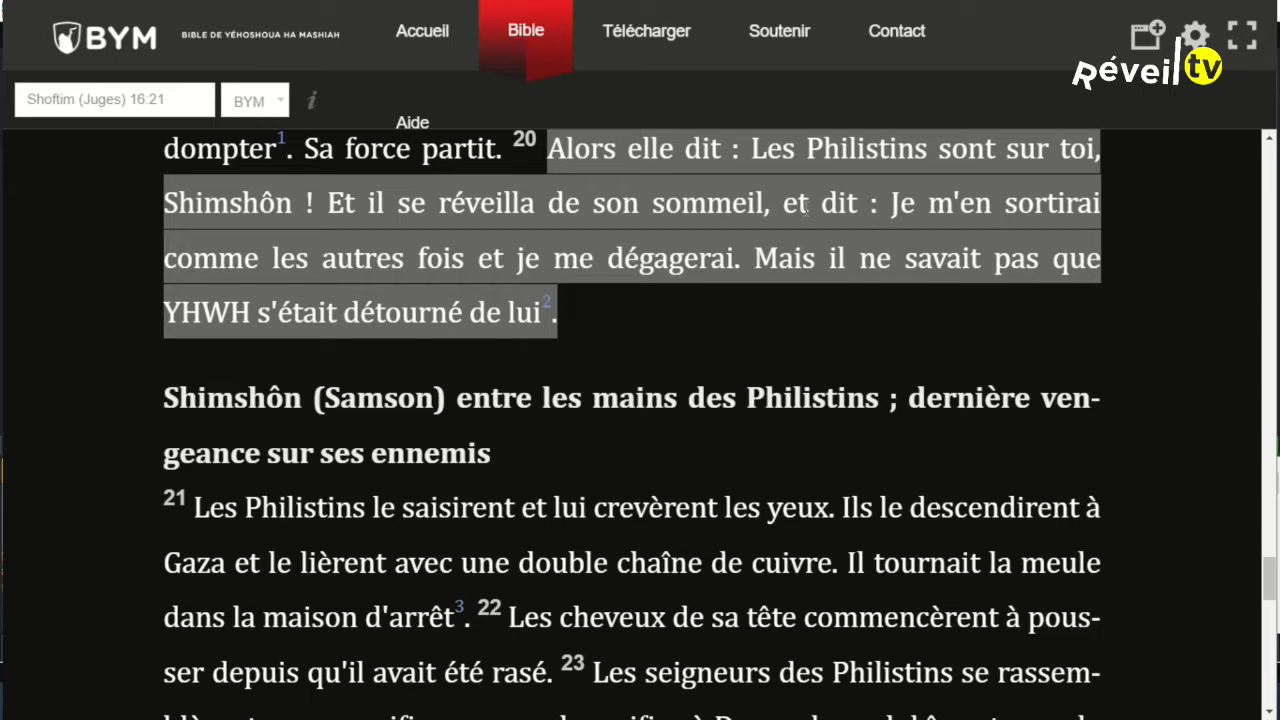 BYM
BIBLE DE YÉHOSHOUA HA MASHIAH
Accueil
Bible
Télécharger
Soutenir
Contact
Réveil tv
Shoftim (Juges) 16:21
BYM
i
Aide
dompter1. Sa force partit. 20 Alors elle dit : Les Philistins sont sur toi,
Shimshôn ! Et il se réveilla de son sommeil, et dit : Je m'en sortirai
comme les autres fois et je me dégagerai. Mais il ne savait pas que
YHWH s'était détourné de lui2.
Shimshôn (Samson) entre les mains des Philistins ; dernière ven-
geance sur ses ennemis
21 Les Philistins le saisirent et lui crevèrent les yeux. Ils le descendirent à
Gaza et le lièrent avec une double chaîne de cuivre. Il tournait la meule
dans la maison d'arrêt3. 22 Les cheveux de sa tête commencèrent à pous-
ser depuis qu'il avait été rasé. 23 Les seigneurs des Philistins se rassem-